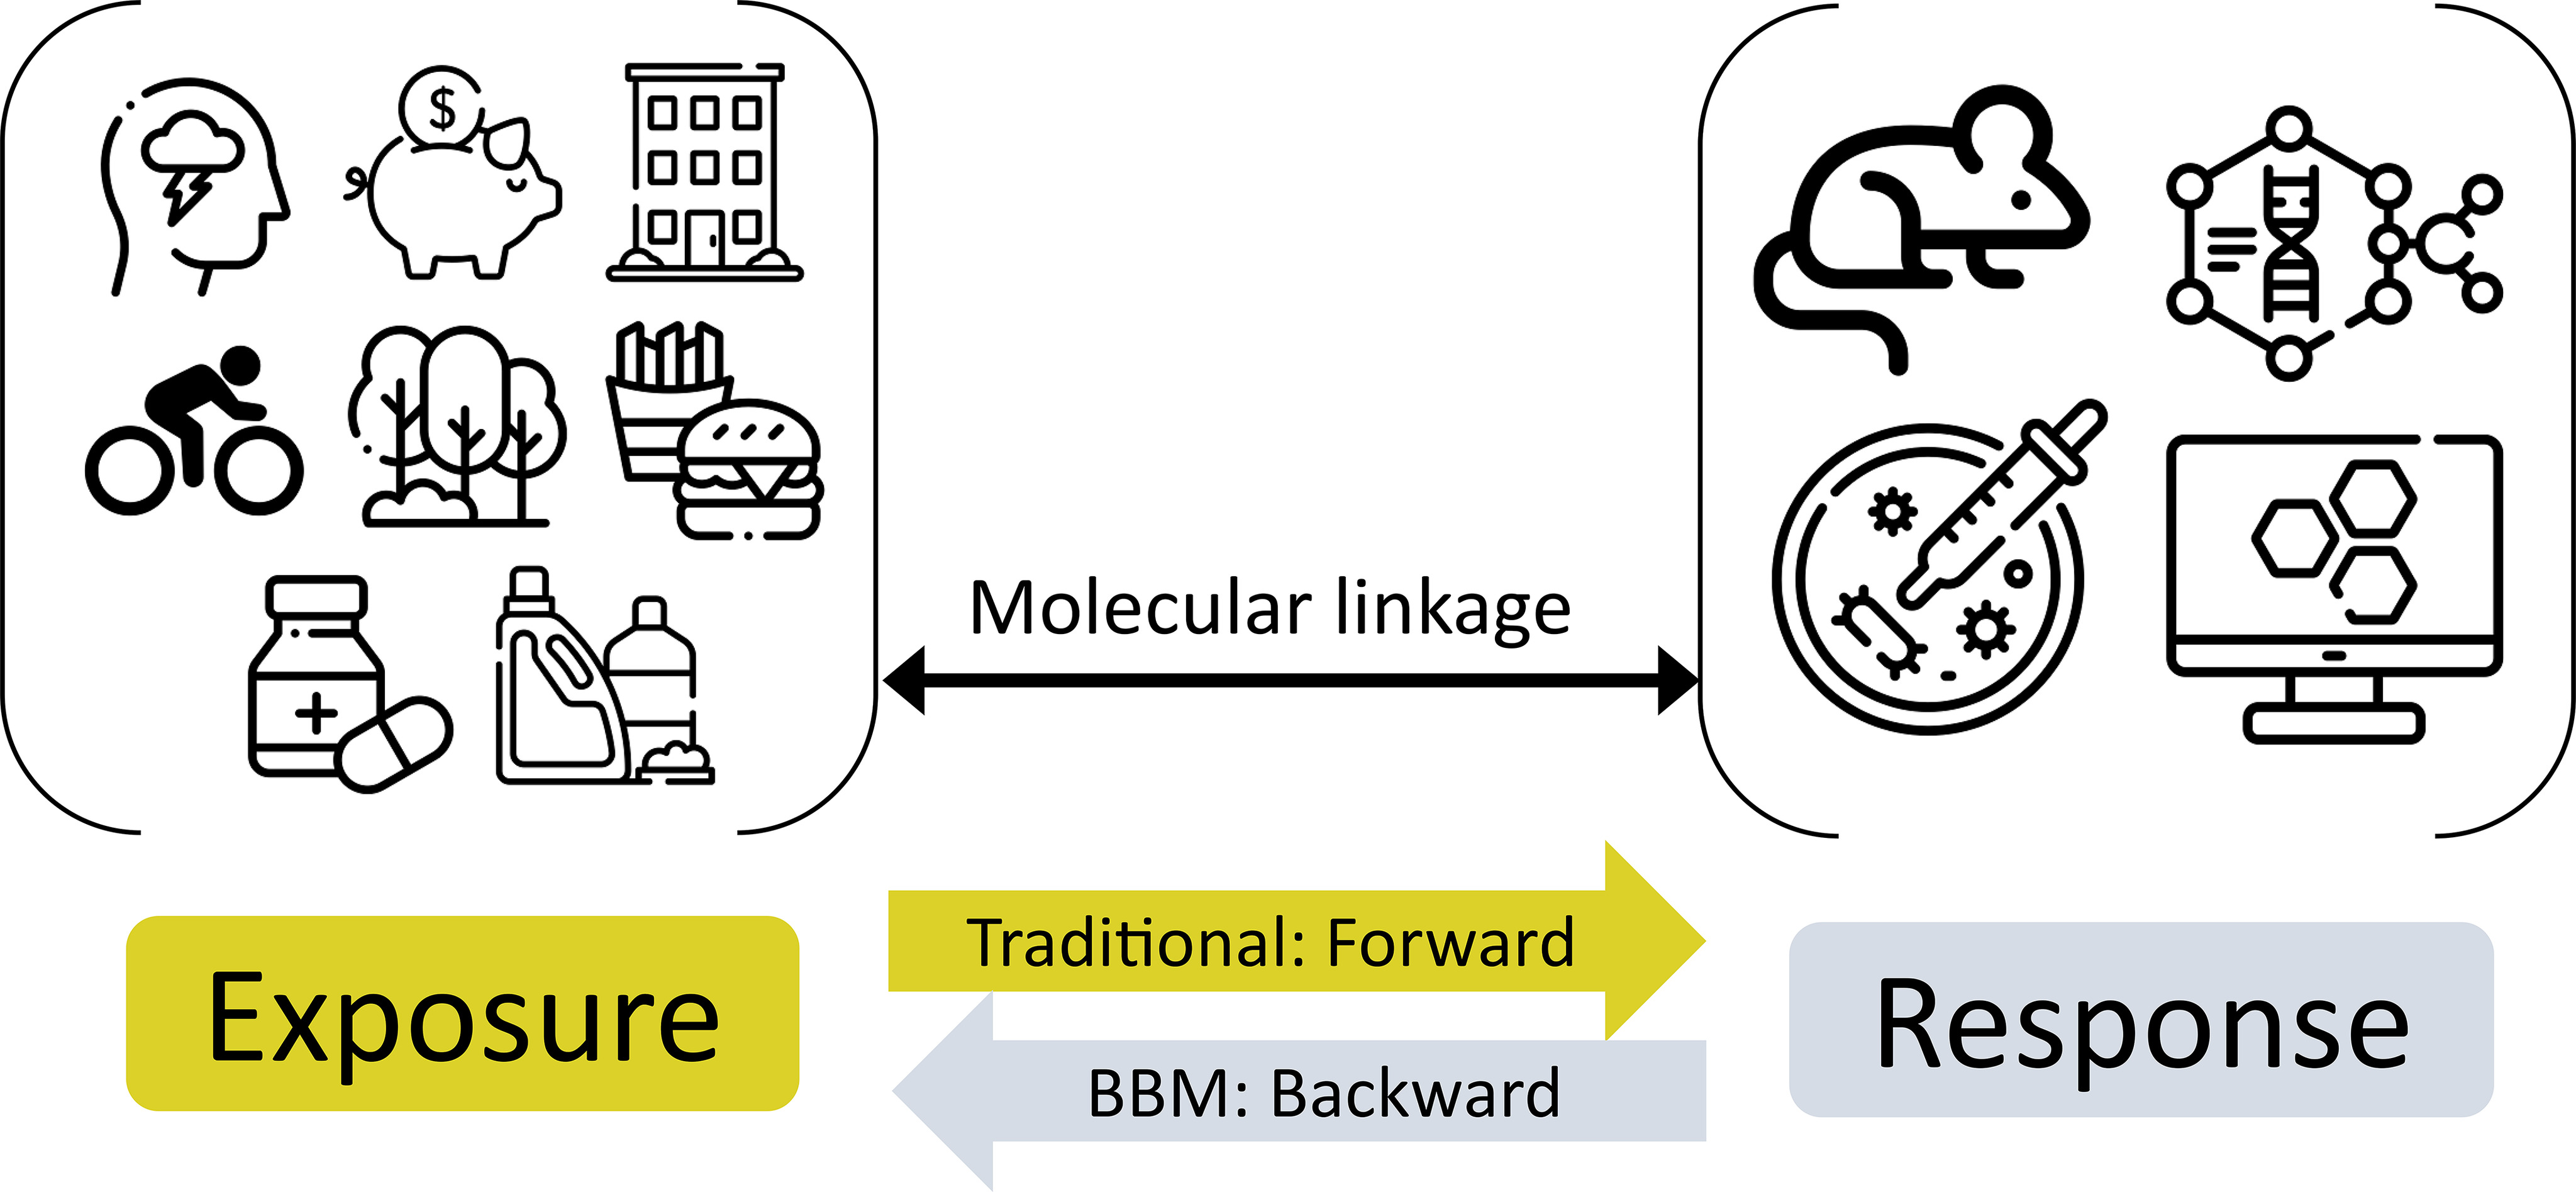 $
Molecular linkage
Traditional: Forward
Exposure
Response
BBM: Backward